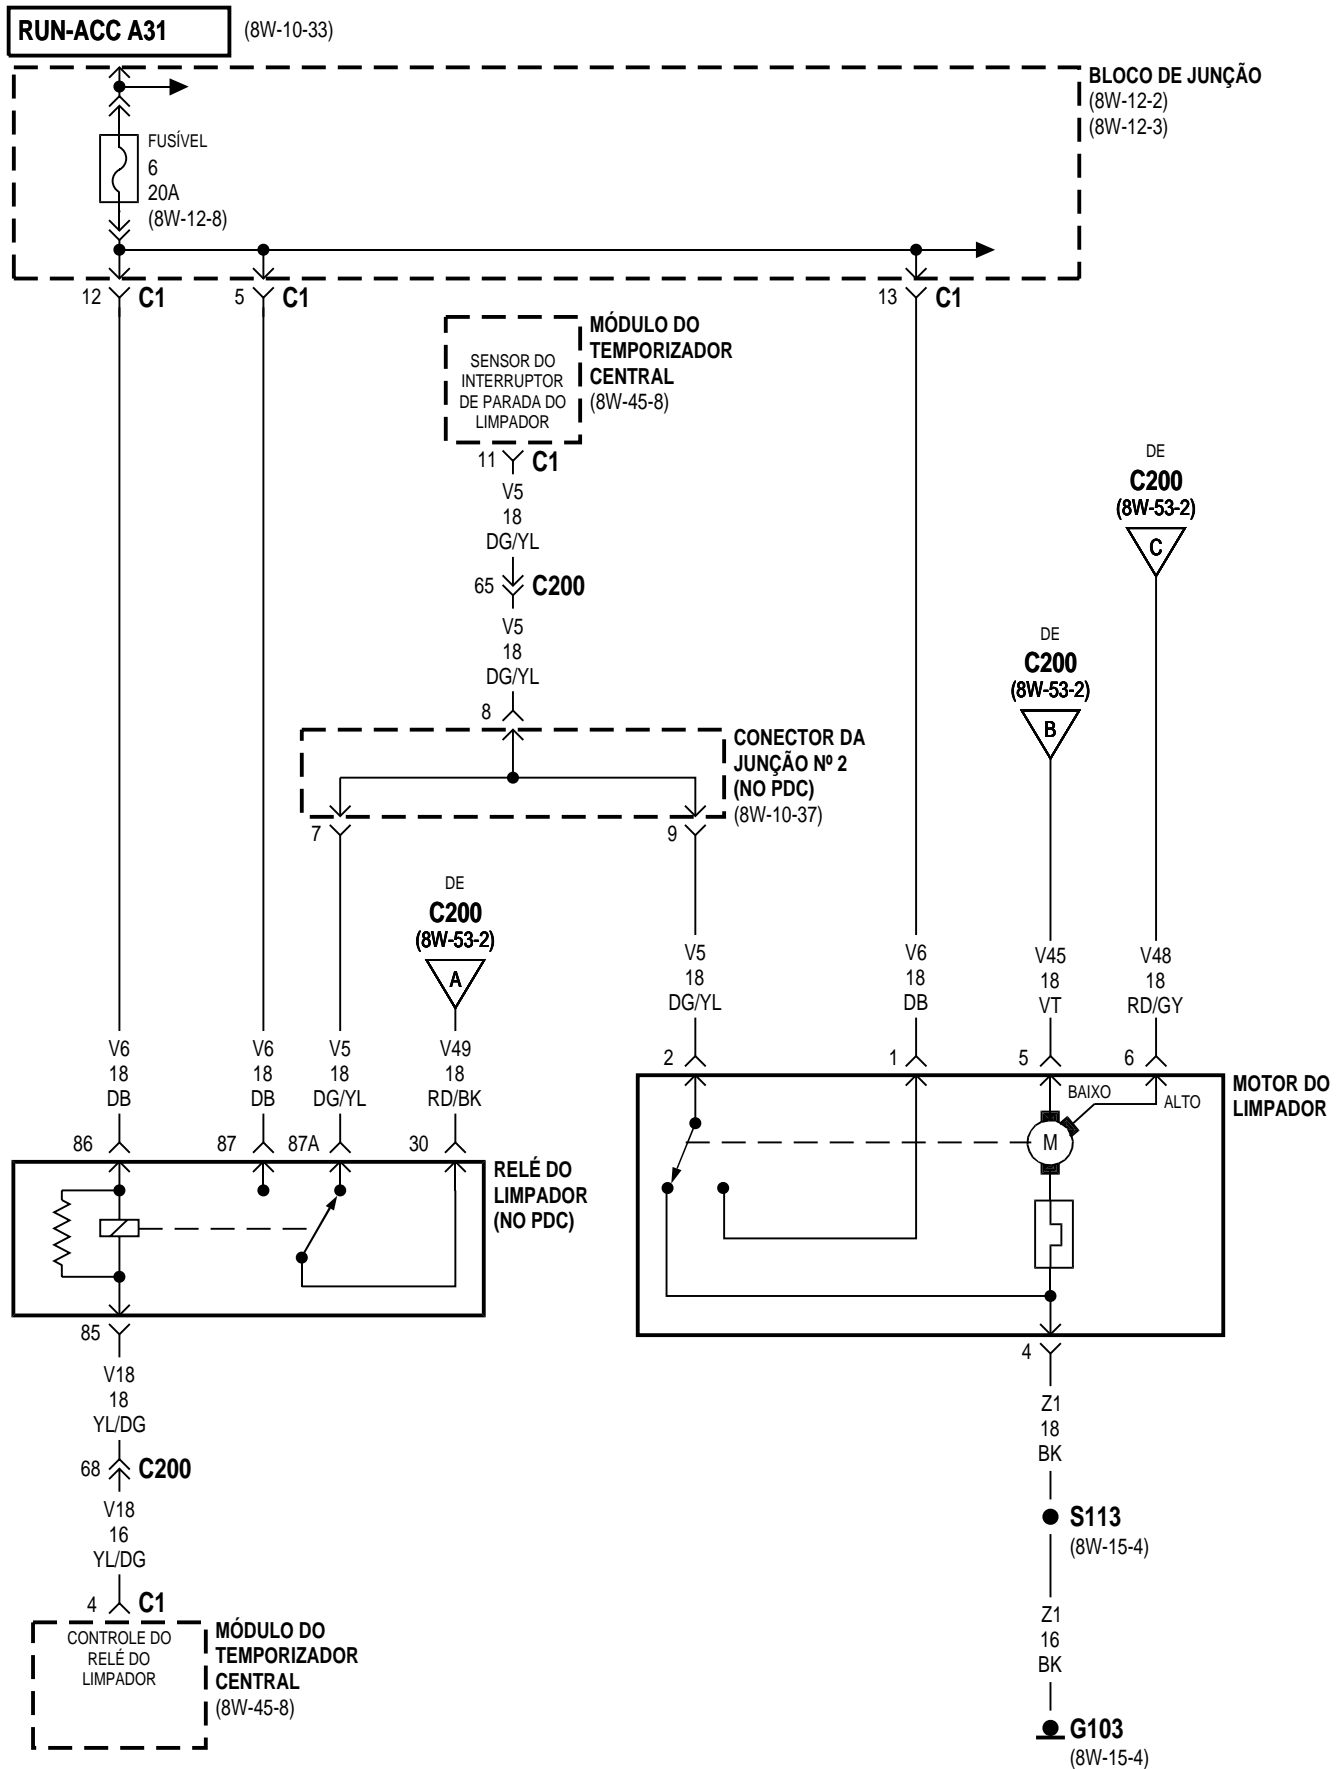 RUN-ACC A31
(8W-10-33)
BLOCO DE JUNÇÃO
(8W-12-2)
(8W-12-3)
FUSÍVEL
6
20A
(8W-12-8)
12
C1
5
C1
13
C1
MÓDULO DO
TEMPORIZADOR
CENTRAL
(8W-45-8)
SENSOR DO
INTERRUPTOR
DE PARADA DO
LIMPADOR
11
C1
V5
18
DG/YL
65
C200
V5
18
DG/YL
8
CONECTOR DA
JUNÇÃO Nº 2
(NO PDC)
(8W-10-37)
7
9
DE
C200
(8W-53-2)
A
DE
C200
(8W-53-2)
B
DE
C200
(8W-53-2)
C
V5
18
DG/YL
V6
18
DB
V45
18
VT
V48
18
RD/GY
V6
18
DB
V6
18
DB
V5
18
DG/YL
V49
18
RD/BK
2
1
5
6
MOTOR DO
LIMPADOR
BAIXO
ALTO
M
86
87
87A
30
RELÉ DO
LIMPADOR
(NO PDC)
85
V18
18
YL/DG
68
C200
V18
16
YL/DG
4
C1
CONTROLE DO
RELÉ DO
LIMPADOR
MÓDULO DO
TEMPORIZADOR
CENTRAL
(8W-45-8)
4
Z1
18
BK
S113
(8W-15-4)
Z1
16
BK
G103
(8W-15-4)